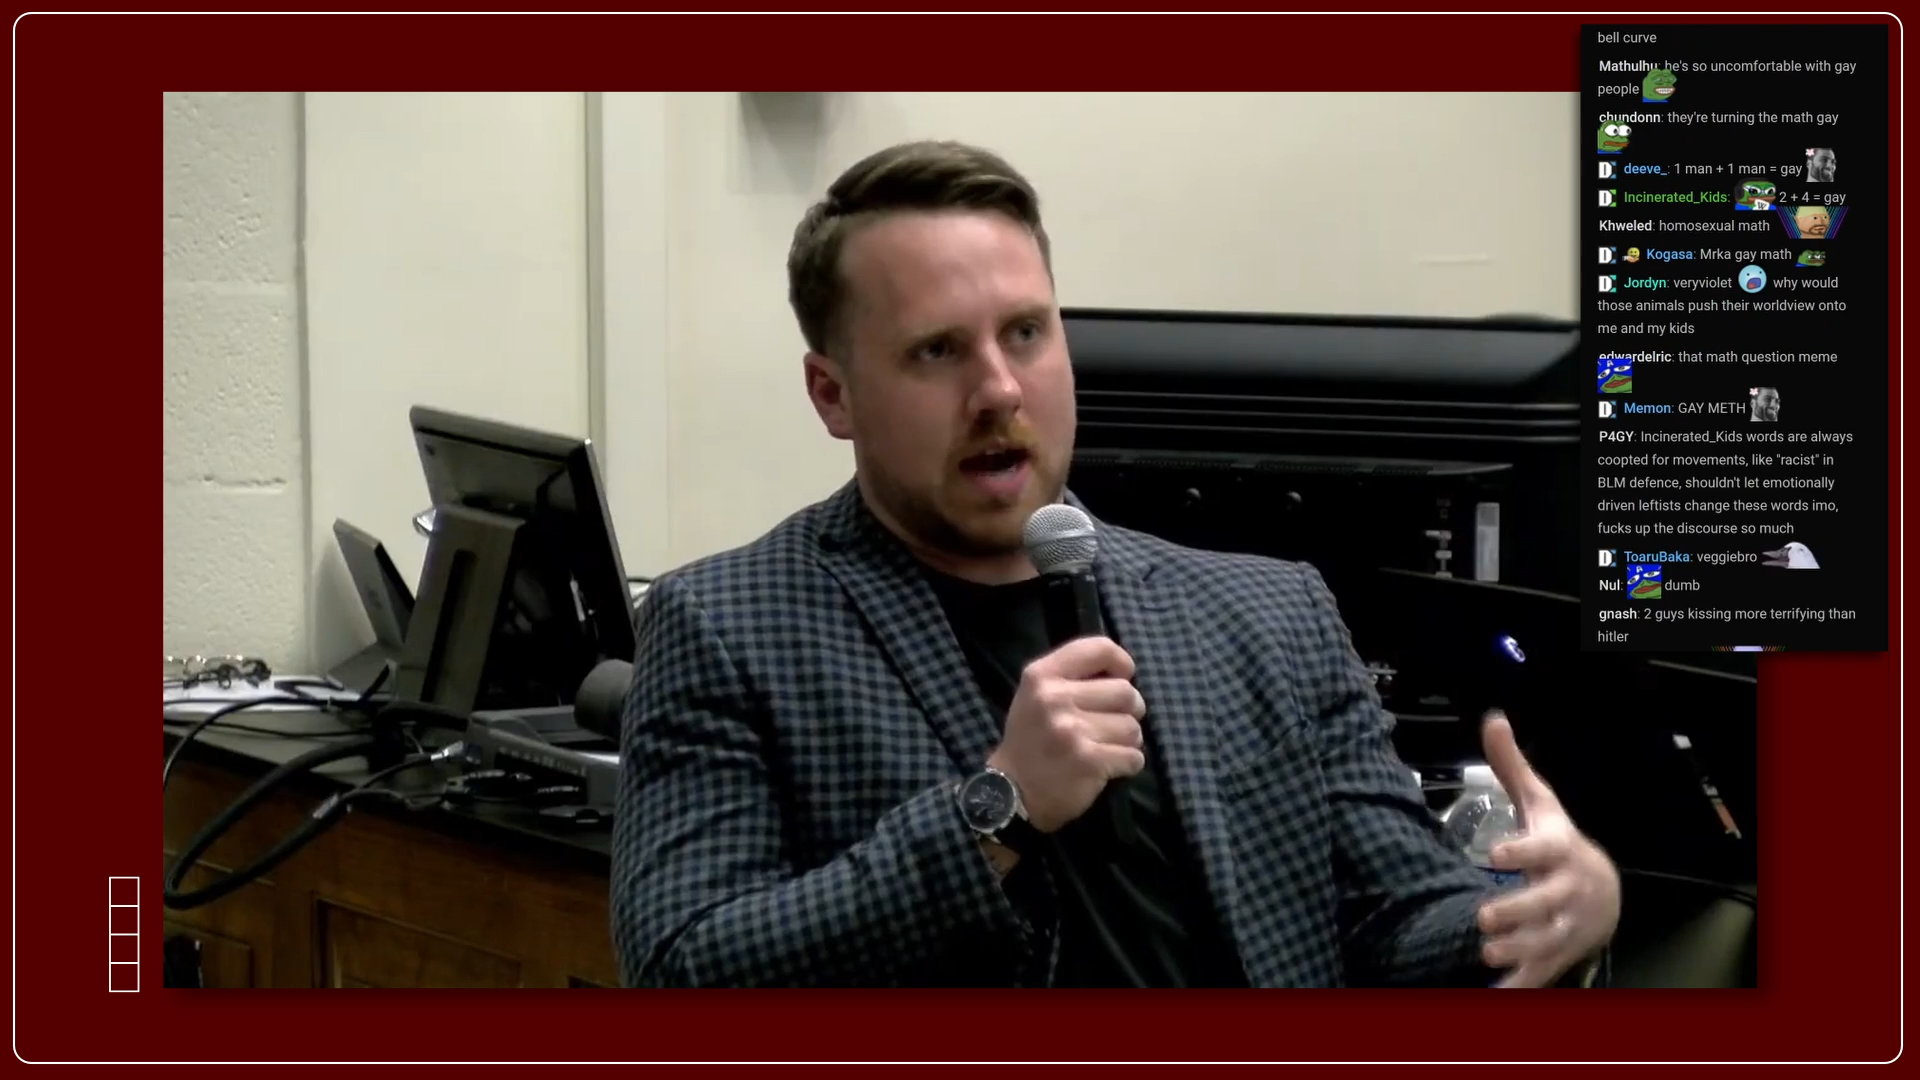 bell curve
Mathulhu: he's so uncomfortable with gay
people
chundonn: they're turning the math gay
deeve_: 1 man + 1 man = gay
Incinerated_Kids: 2 + 4 = gay
Khweled: homosexual math
Kogasa: Mrka gay math
Jordyn: veryviolet why would
those animals push their worldview onto
me and my kids
edwardelric: that math question meme
Memon: GAY METH
P4GY: Incinerated_Kids words are always
coopted for movements, like "racist" in
BLM defence, shouldn't let emotionally
driven leftists change these words imo,
fucks up the discourse so much
ToaruBaka: veggiebro
Nul: dumb
gnash: 2 guys kissing more terrifying than
hitler